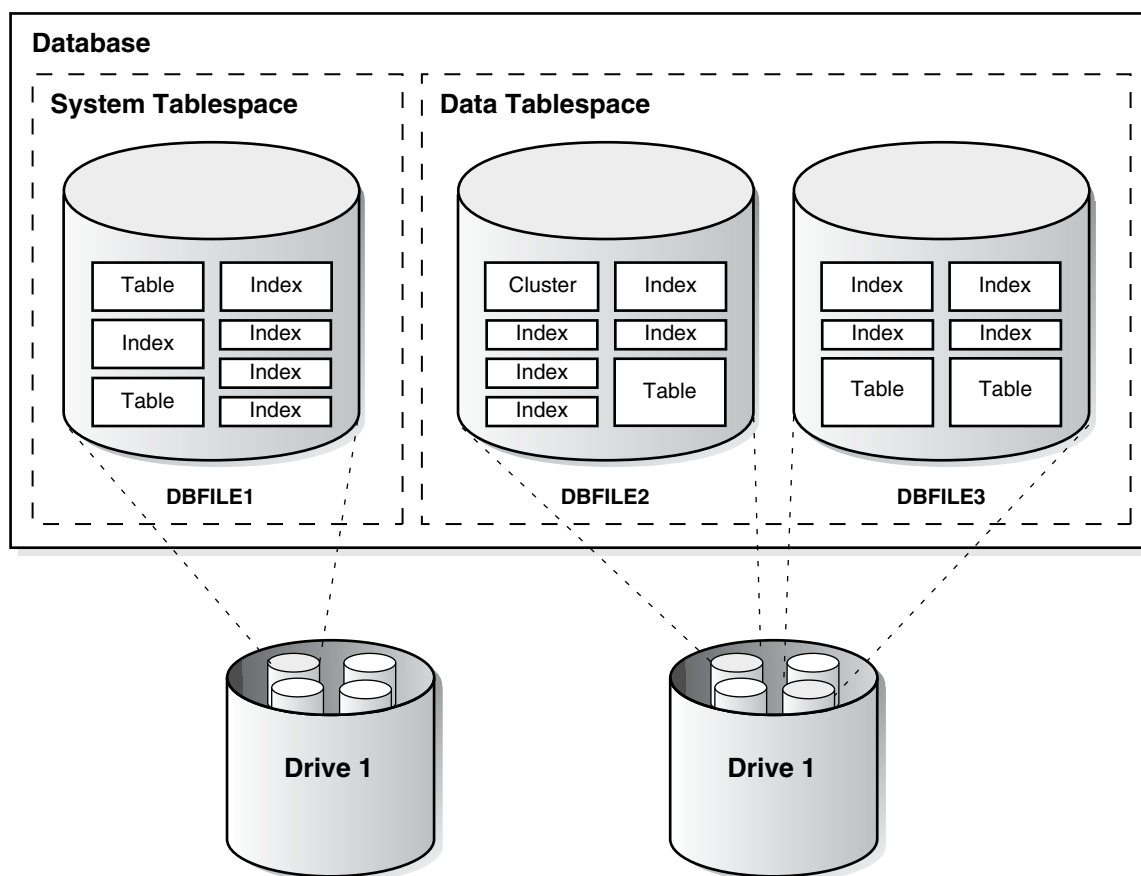 Database
System Tablespace
Table
Index
Table
Index
Index
Index
Index
DBFILE1
Data Tablespace
Cluster
Index
Index
Index
Index
Index
Table
DBFILE2
Index
Index
Table
Index
Index
Table
DBFILE3
Drive 1
Drive 1